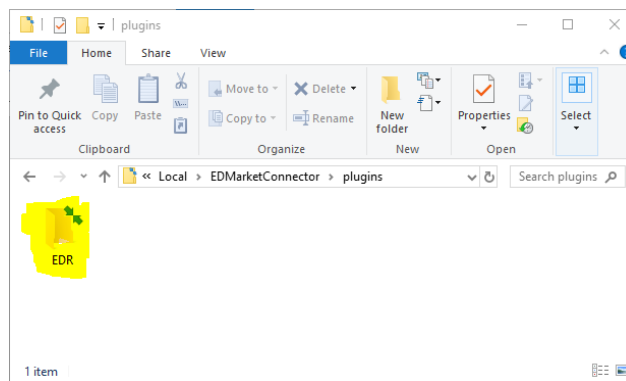 plugins
File Home Share View
Pin to Quick access
Copy
Paste
Move to
Copy to
Delete
Rename
New folder
Properties
Select
Clipboard Organize New Open
« Local > EDMarketConnector > plugins
Search plugins
EDR
1 item